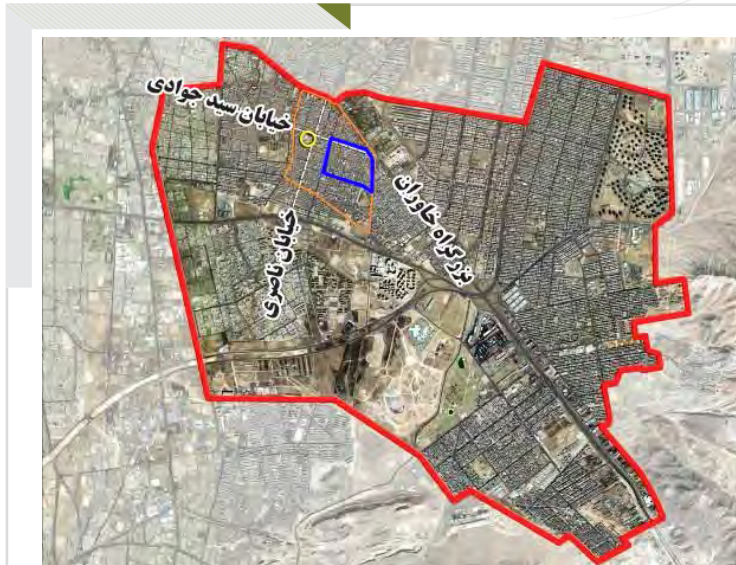 خیابان سید جوادی
بزرگراه خاوران
خیابان ناصری